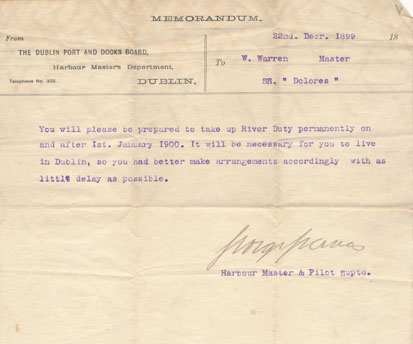 MEMORANDUM.
22nd. Decr. 1899 18
From
THE DUBLIN PORT AND DOCKS BOARD,
Harbour Master's Department,
Telephone No.
DUBLIN.
To W. Warren Master
SS. " Dolores "
You will please be prepared to take up River Duty permanently on
and after 1st. January 1900. It will be necessary for you to live
in Dublin, so you had better make arrangements accordingly with as
little delay as possible.
Harbour Master & Pilot Suptd.